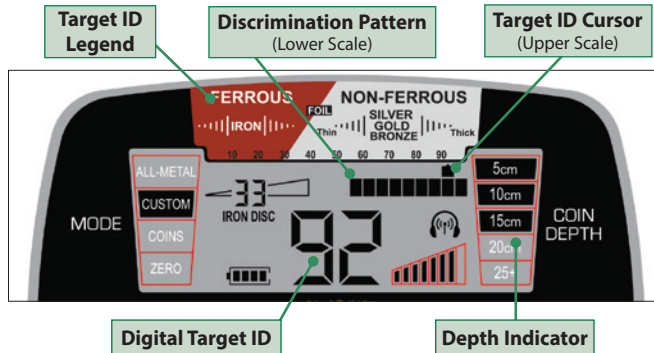 Target ID
Legend
Discrimination Pattern
(Lower Scale)
Target ID Cursor
(Upper Scale)
FERROUS
NON-FERROUS
FOIL
IRON
Thin
SILVER
GOLD
BRONZE
Thick
10 20 30 40 50 60 70 80 90
ALL-METAL
CUSTOM
COINS
ZERO
MODE
33
IRON DISC
92
5cm
10cm
15cm
20cm
25+
COIN
DEPTH
Digital Target ID
Depth Indicator